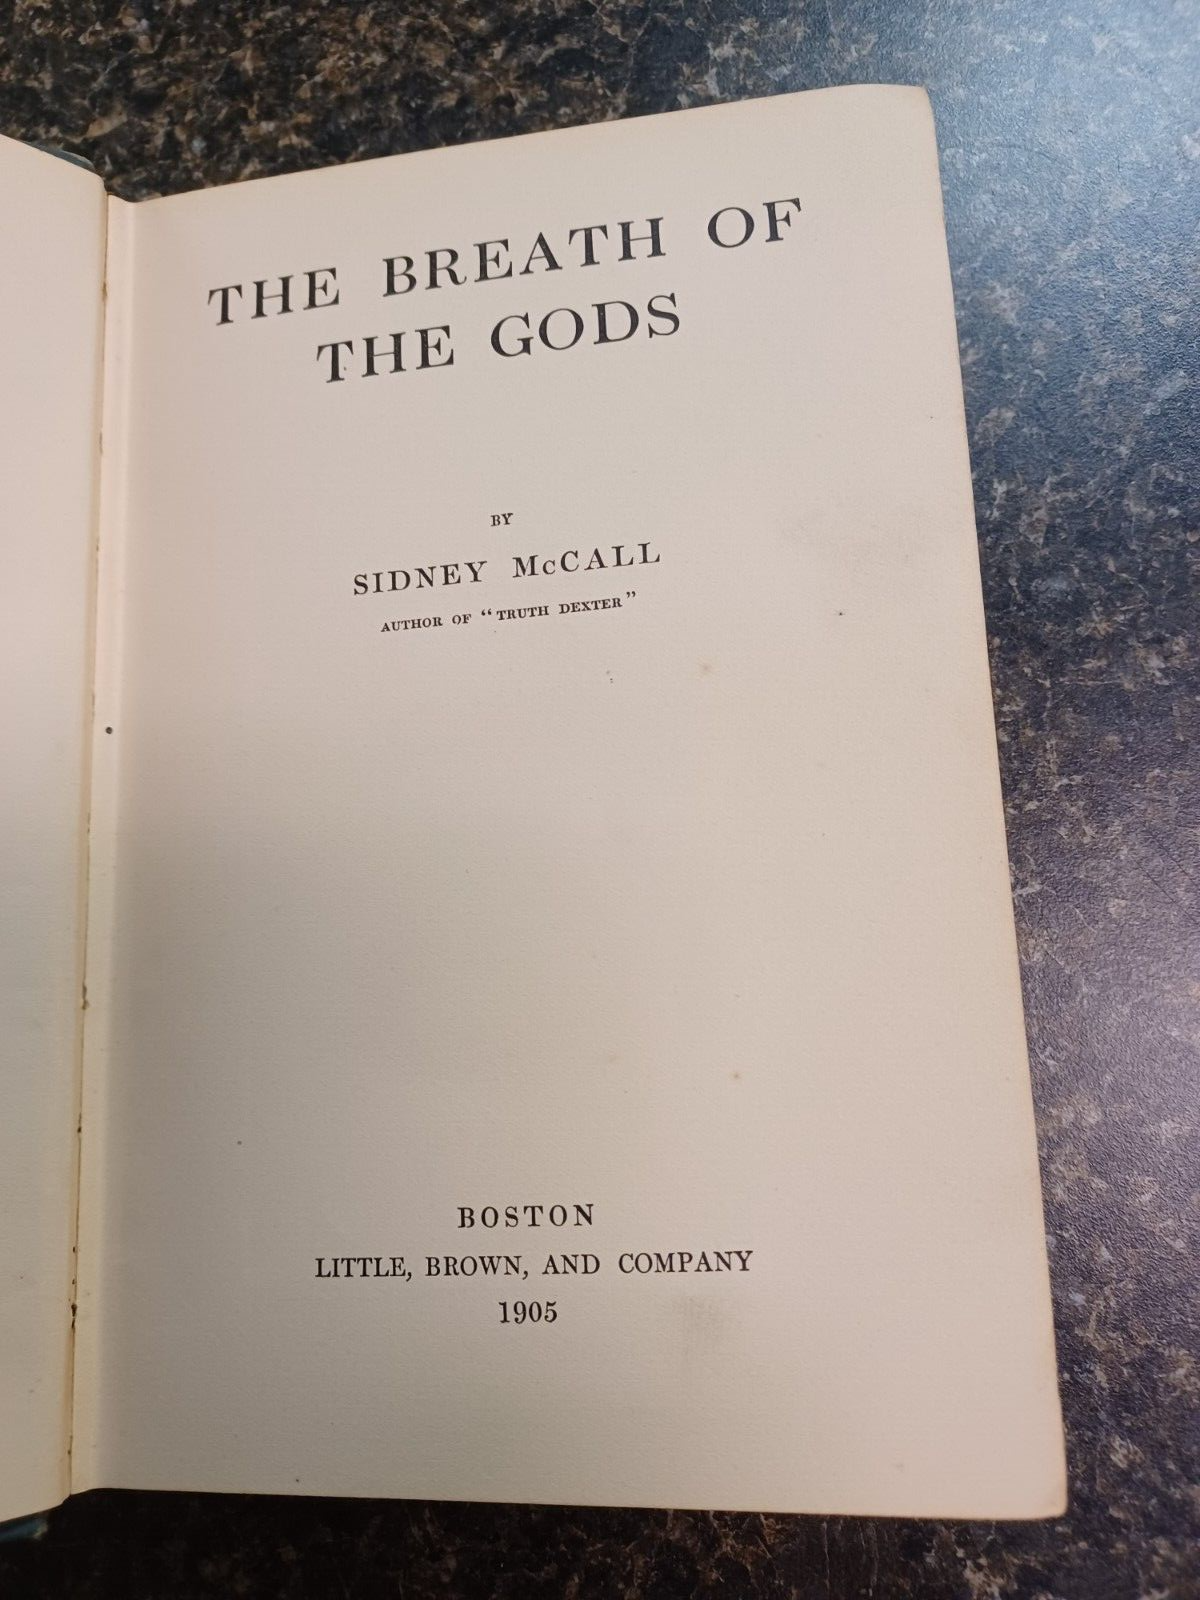 THE BREATH OF
THE GODS
BY
SIDNEY McCALL
AUTHOR OF “TRUTH DEXTER”
BOSTON
LITTLE, BROWN, AND COMPANY
1905